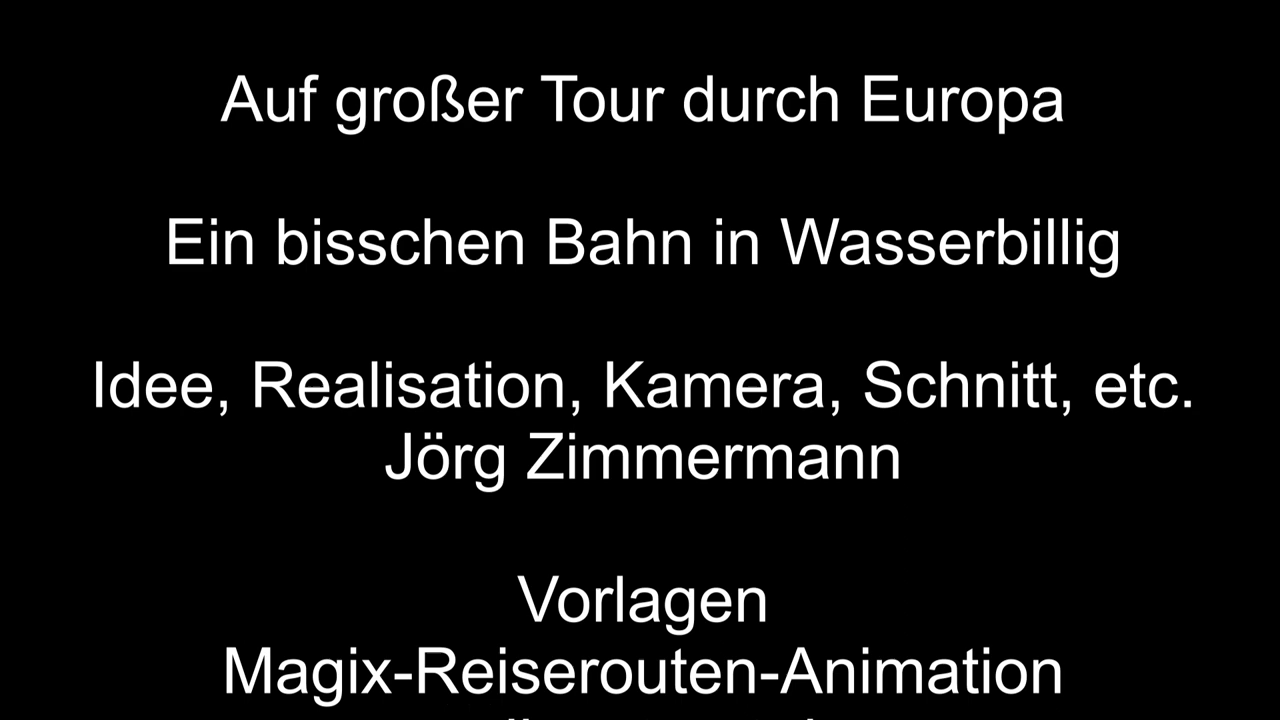 Auf großer Tour durch Europa
Ein bisschen Bahn in Wasserbillig
Idee, Realisation, Kamera, Schnitt, etc.
Jörg Zimmermann
Vorlagen
Magix-Reiserouten-Animation